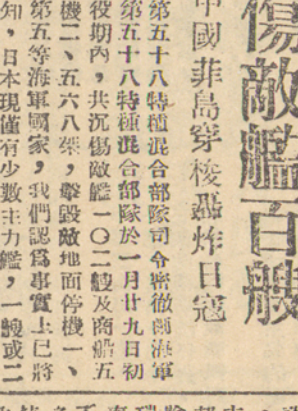 傷敵艦百艘
中國菲島穿梭轟炸日寇
第五十八特種混合部隊司令密徹爾海軍
第五十八特種混合部隊於一月廿九日初
役期內，共沉傷敵艦一〇二艘及商船五
機二、五六八架，擊毀敵地面停機一、
第五等海軍國家，我們認為事實上已將
知，日本現僅有少數主力艦，一艘或二